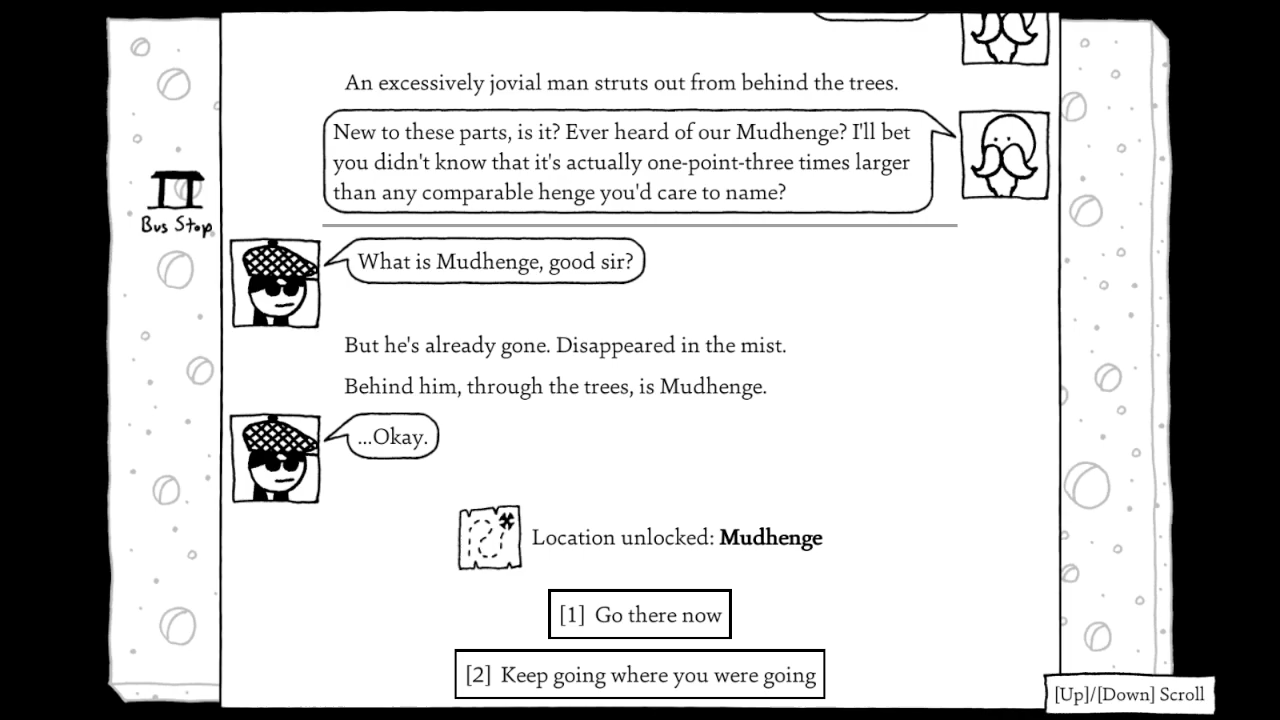 An excessively jovial man struts out from behind the trees.
New to these parts, is it? Ever heard of our Mudhenge? I'll bet
you didn't know that it's actually one-point-three times larger
than any comparable henge you'd care to name?
Bus Stop
What is Mudhenge, good sir?
But he's already gone. Disappeared in the mist.
Behind him, through the trees, is Mudhenge.
...Okay.
Location unlocked: Mudhenge
[1] Go there now
[2] Keep going where you were going
[Up]/[Down] Scroll